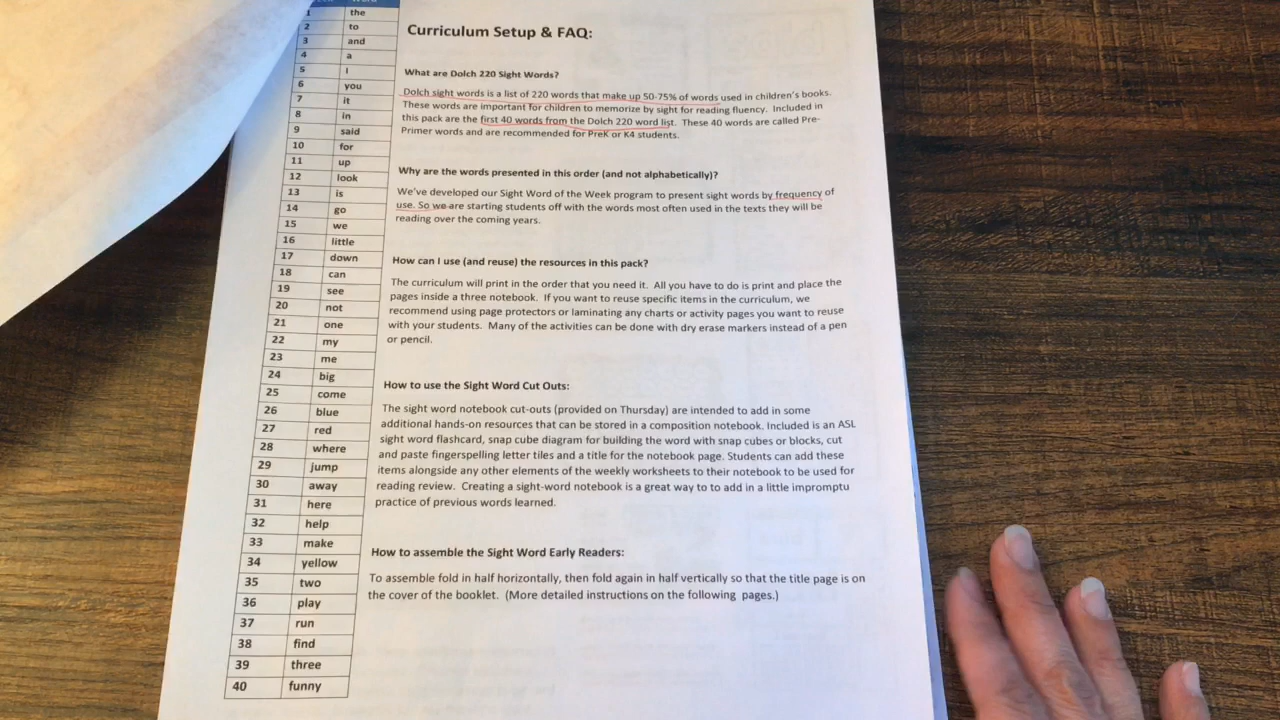 1 the
2 to
3 and
4 a
5 I
6 you
7 it
8 in
9 said
10 for
11 up
12 look
13 is
14 go
15 we
16 little
17 down
18 can
19 see
20 not
21 one
22 my
23 me
24 big
25 come
26 blue
27 red
28 where
29 jump
30 away
31 here
32 help
33 make
34 yellow
35 two
36 play
37 run
38 find
39 three
40 funny
Curriculum Setup & FAQ:
What are Dolch 220 Sight Words?
Dolch sight words is a list of 220 words that make up 50-75% of words used in children's books.
These words are important for children to memorize by sight for reading fluency. Included in
this pack are the first 40 words from the Dolch 220 word list. These 40 words are called Pre-
Primer words and are recommended for PreK or K4 students.
Why are the words presented in this order (and not alphabetically)?
We've developed our Sight Word of the Week program to present sight words by frequency of
use. So we are starting students off with the words most often used in the texts they will be
reading over the coming years.
How can I use (and reuse) the resources in this pack?
The curriculum will print in the order that you need it. All you have to do is print and place the
pages inside a three notebook. If you want to reuse specific items in the curriculum, we
recommend using page protectors or laminating any charts or activity pages you want to reuse
with your students. Many of the activities can be done with dry erase markers instead of a pen
or pencil.
How to use the Sight Word Cut Outs:
The sight word notebook cut-outs (provided on Thursday) are intended to add in some
additional hands-on resources that can be stored in a composition notebook. Included is an ASL
sight word flashcard, snap cube diagram for building the word with snap cubes or blocks, cut
and paste fingerspelling letter tiles and a title for the notebook page. Students can add these
items alongside any other elements of the weekly worksheets to their notebook to be used for
reading review. Creating a sight-word notebook is a great way to to add in a little impromptu
practice of previous words learned.
How to assemble the Sight Word Early Readers:
To assemble fold in half horizontally, then fold again in half vertically so that the title page is on
the cover of the booklet. (More detailed instructions on the following pages.)